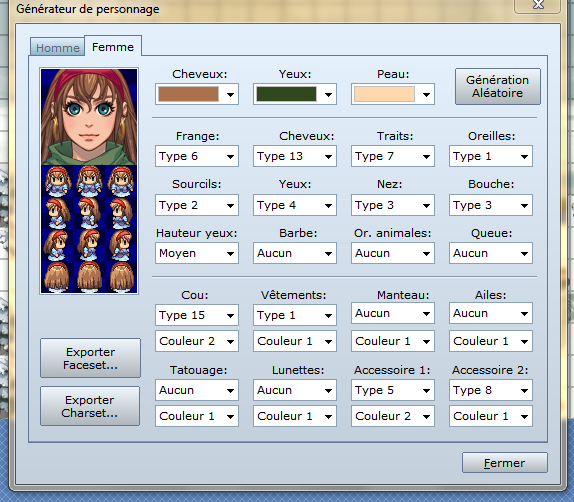 Générateur de personnage
Homme Femme
Cheveux: Yeux: Peau:
Génération
Aléatoire
Frange: Cheveux: Traits: Oreilles:
Type 6 Type 13 Type 7 Type 1
Sourcils: Yeux: Nez: Bouche:
Type 2 Type 4 Type 3 Type 3
Hauteur yeux: Barbe: Or. animales: Queue:
Moyen Aucun Aucun Aucun
Cou: Vêtements: Manteau: Ailes:
Type 15 Type 1 Aucun Aucun
Couleur 2 Couleur 1 Couleur 1 Couleur 1
Exporter
Faceset...
Tatouage: Lunettes: Accessoire 1: Accessoire 2:
Aucun Aucun Type 5 Type 8
Couleur 1 Couleur 1 Couleur 2 Couleur 1
Exporter
Charset...
Fermer